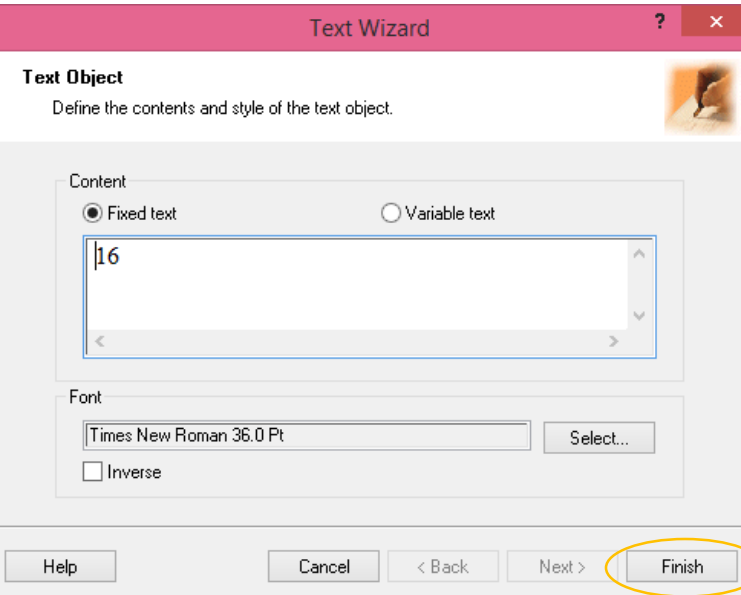 Text Wizard ? ×
Text Object
Define the contents and style of the text object.
Content
Fixed text Variable text
16
Font
Times New Roman 36.0 Pt Select...
Inverse
Help Cancel < Back Next > Finish